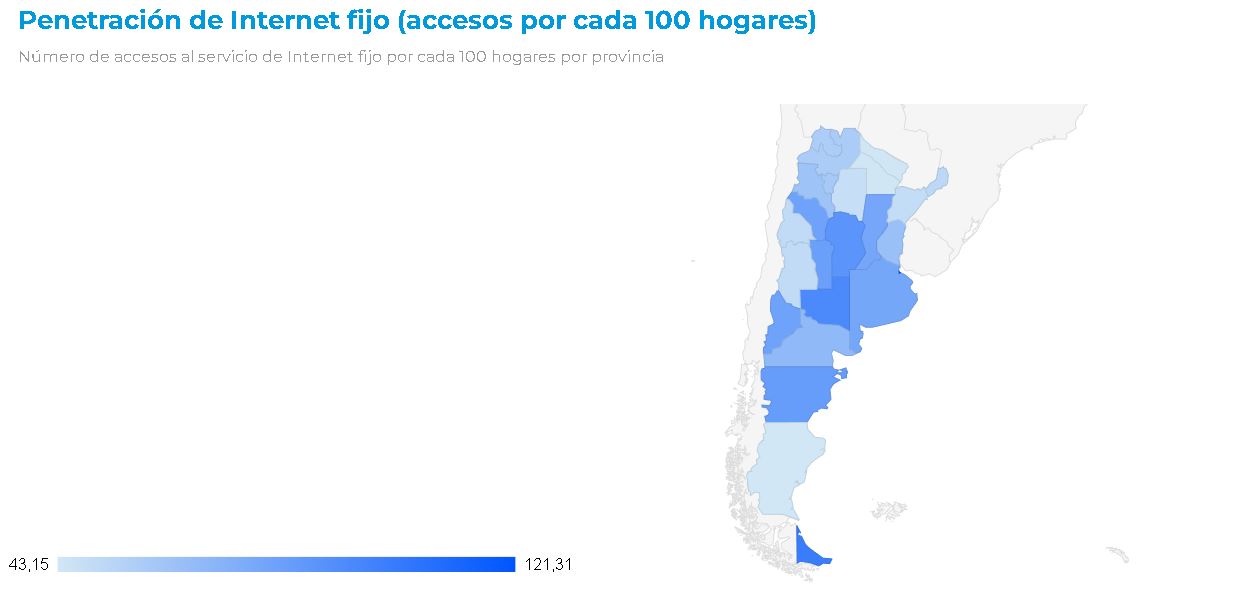 Penetración de Internet fijo (accesos por cada 100 hogares)
Número de accesos al servicio de Internet fijo por cada 100 hogares por provincia
43,15
121,31